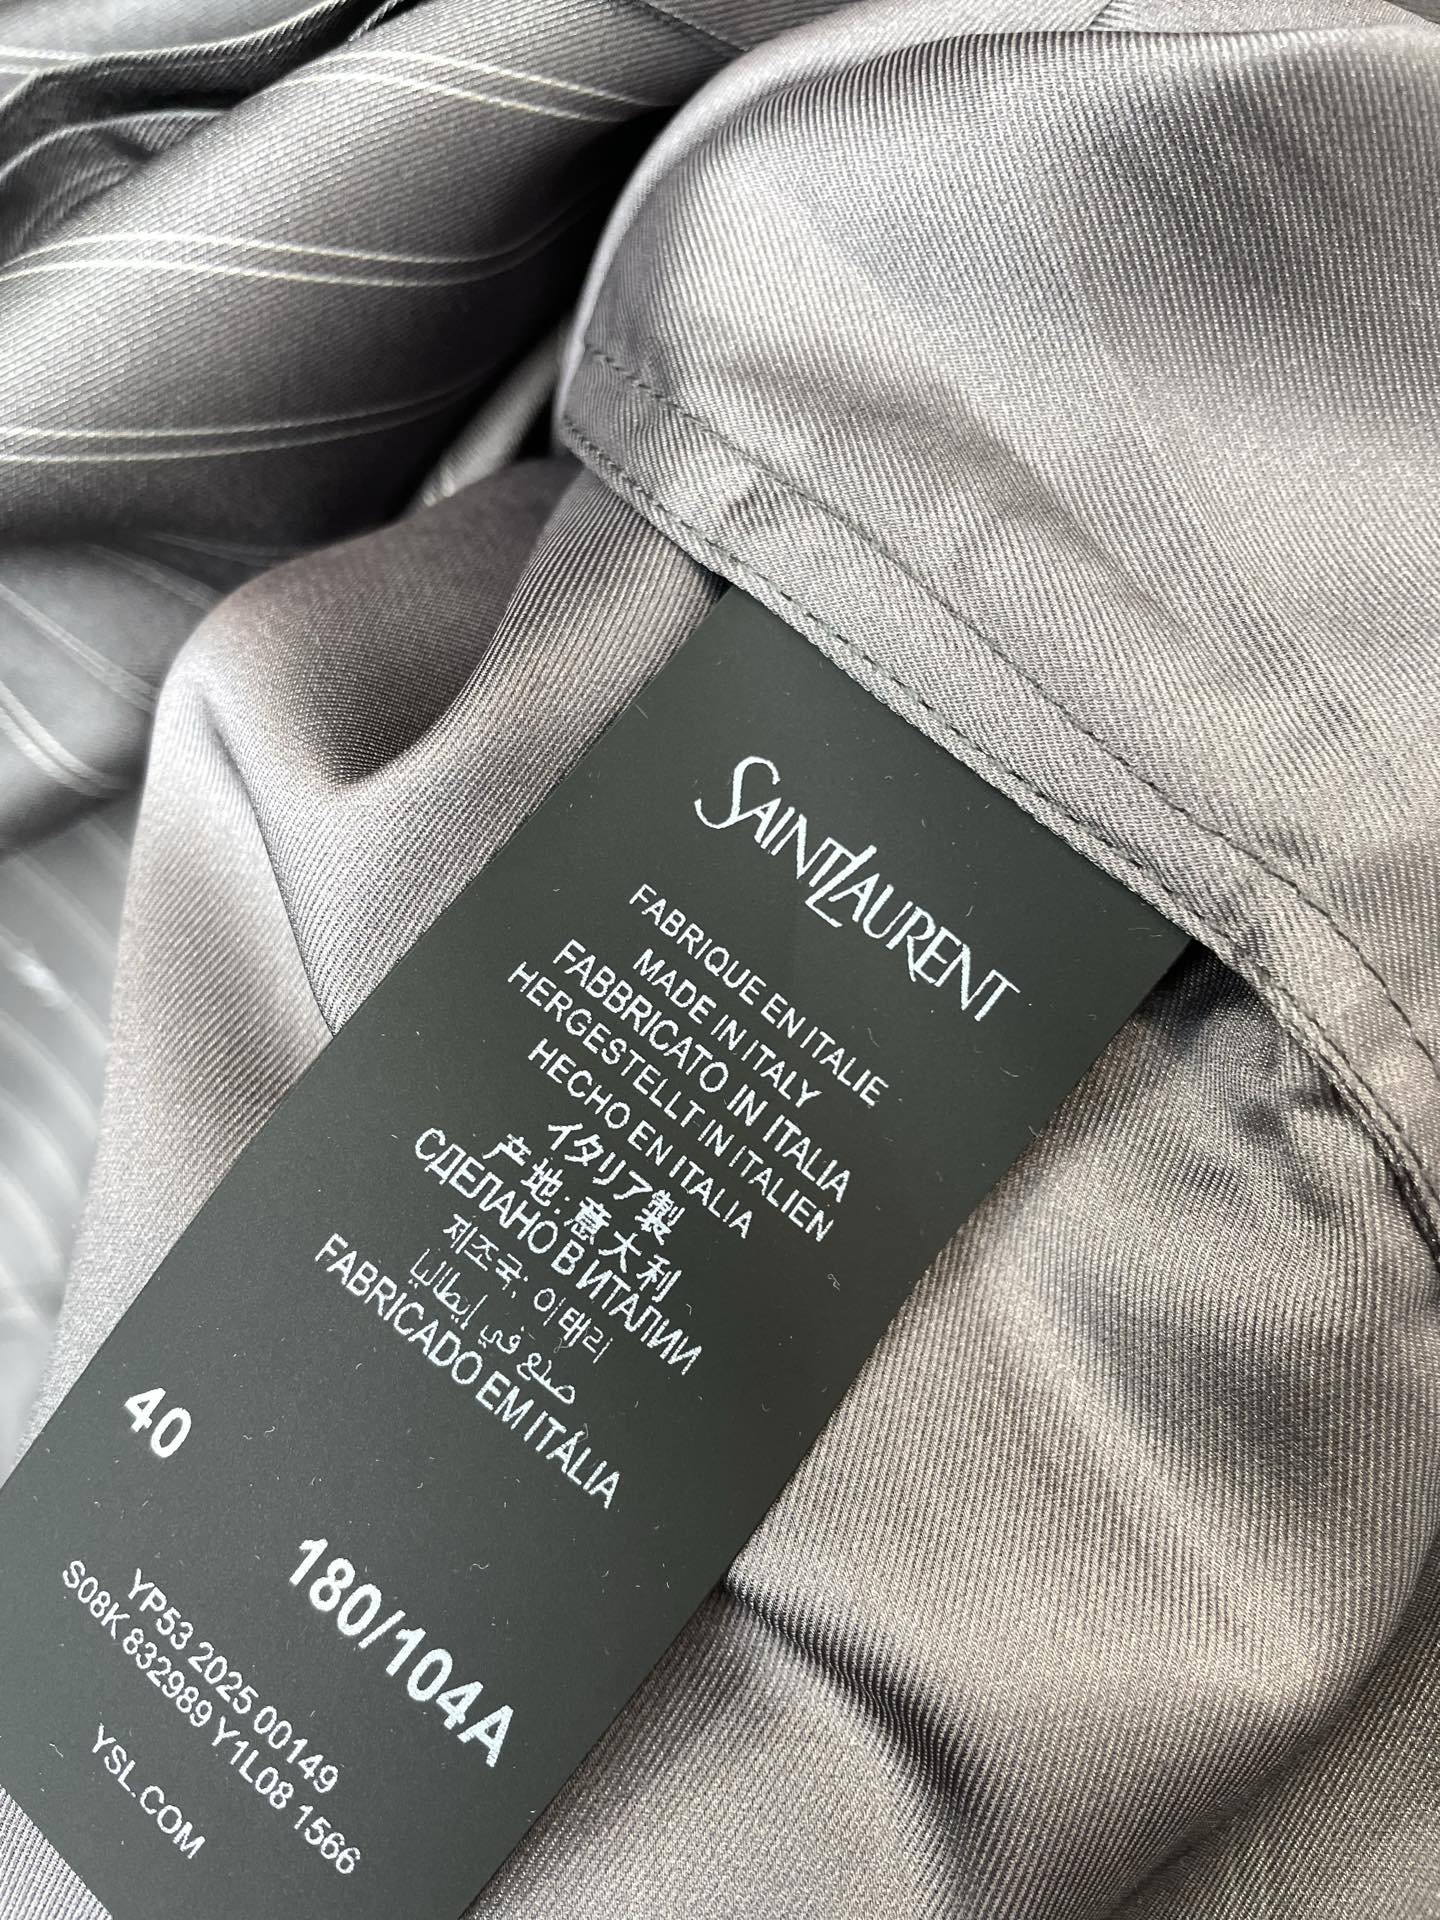 SAINT LAURENT
FABRIQUE EN ITALIE
MADE IN ITALY
FABBRICATO IN ITALIA
HERGESTELLT IN ITALIEN
HECHO EN ITALIA
イタリア製
产地:意大利
СДЕЛАНО В ИТАЛИИ
제조국: 이태리
صنع في إيطاليا
FABRICADO EM ITÁLIA
40
180/104A
YP53 2025 00149
S08K 832989 Y1L08 1566
YSL.COM